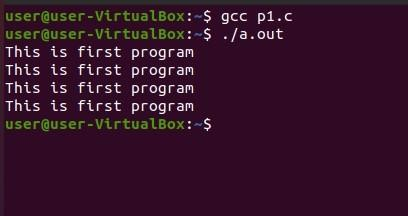 user@user-VirtualBox:~$ gcc p1.c
user@user-VirtualBox:~$ ./a.out
This is first program
This is first program
This is first program
This is first program
user@user-VirtualBox:~$